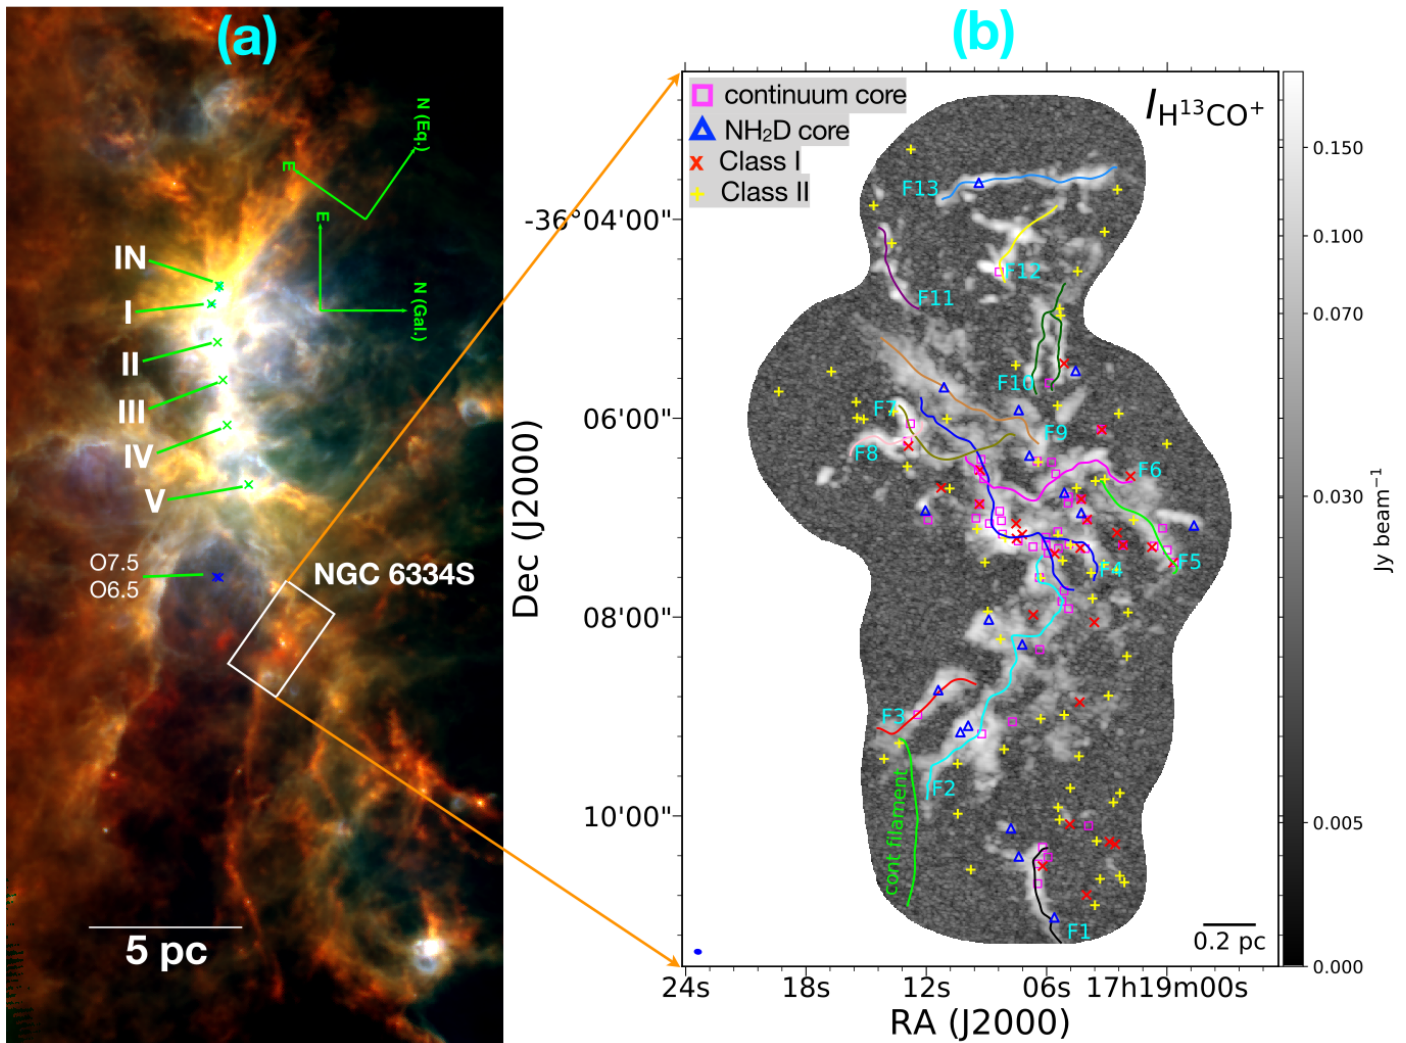 (a)
N (Eq.)
E
E
N (Gal.)
IN
I
II
III
IV
V
O7.5
O6.5
NGC 6334S
5 pc
(b)
continuum core
NH₂D core
Class I
Class II
I H¹³CO⁺
F13
F12
F11
F10
F9
F7
F8
F6
F5
F4
F3
F2
cont filament
F1
0.2 pc
-36°04'00"
06'00"
08'00"
10'00"
Dec (J2000)
24s 18s 12s 06s 17h19m00s
RA (J2000)
0.150
0.100
0.070
0.030
0.005
0.000
Jy beam⁻¹